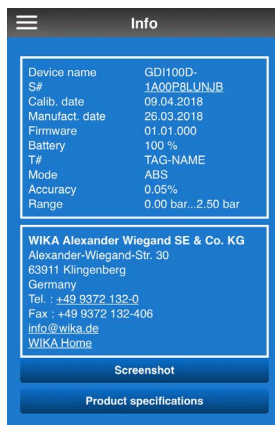 Info
Device name GDI100D-
S# 1A00P8LUNJB
Calib. date 09.04.2018
Manufact. date 26.03.2018
Firmware 01.01.000
Battery 100 %
T# TAG-NAME
Mode ABS
Accuracy 0.05%
Range 0.00 bar...2.50 bar
WIKA Alexander Wiegand SE & Co. KG
Alexander-Wiegand-Str. 30
63911 Klingenberg
Germany
Tel. : +49 9372 132-0
Fax : +49 9372 132-406
info@wika.de
WIKA Home
Screenshot
Product specifications